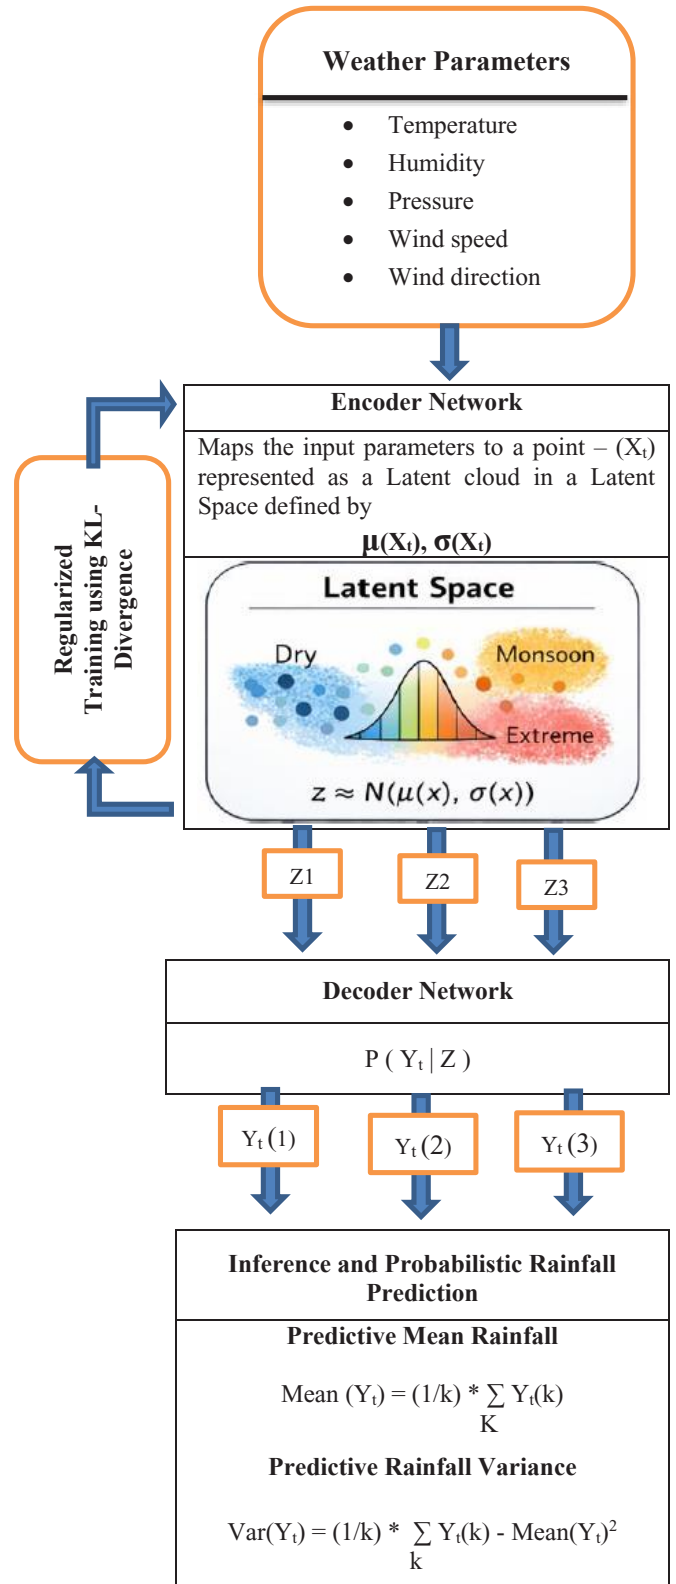 Weather Parameters
• Temperature
• Humidity
• Pressure
• Wind speed
• Wind direction
Encoder Network
Maps the input parameters to a point – (Xₜ)
represented as a Latent cloud in a Latent
Space defined by
μ(Xₜ), σ(Xₜ)
Regularized
Training using KL-
Divergence
Latent Space
Dry
Monsoon
Extreme
z ≈ N(μ(x), σ(x))
Z1
Z2
Z3
Decoder Network
P ( Yₜ | Z )
Yₜ (1)
Yₜ (2)
Yₜ (3)
Inference and Probabilistic Rainfall
Prediction
Predictive Mean Rainfall
Mean (Yₜ) = (1/k) * ∑ Yₜ(k)
K
Predictive Rainfall Variance
Var(Yₜ) = (1/k) * ∑ Yₜ(k) - Mean(Yₜ)²
k